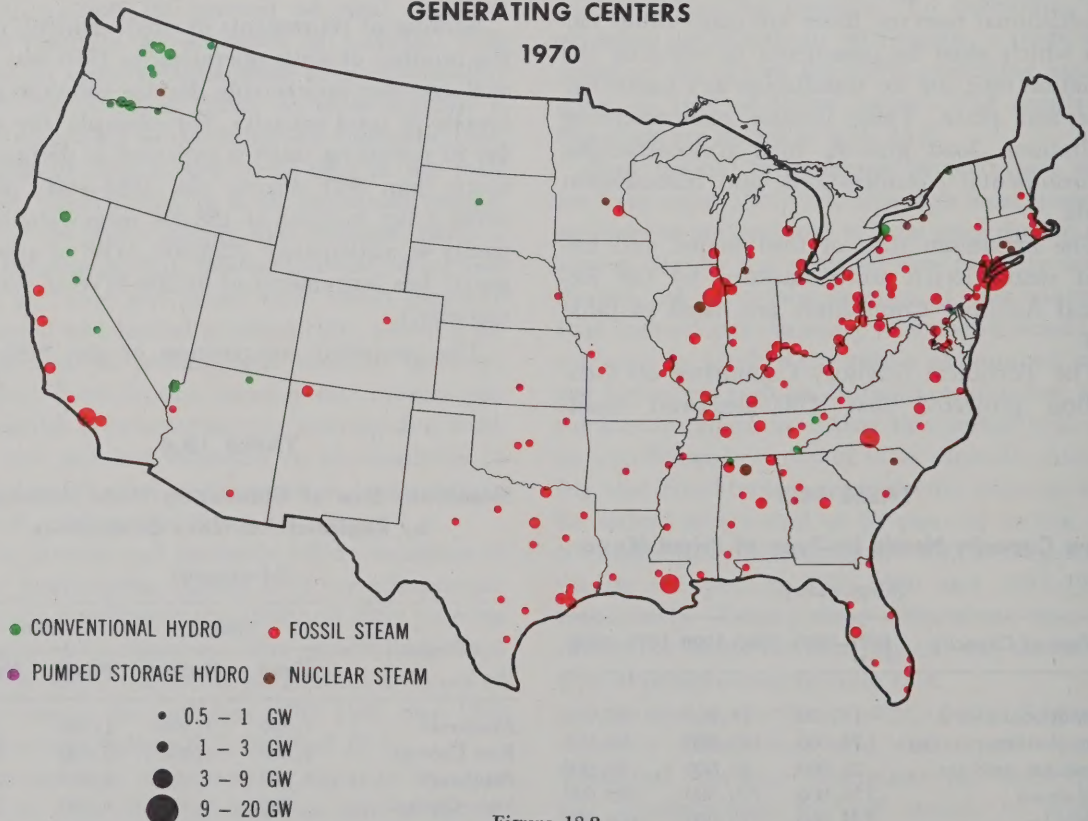 GENERATING CENTERS
1970
CONVENTIONAL HYDRO
FOSSIL STEAM
PUMPED STORAGE HYDRO
NUCLEAR STEAM
0.5 – 1 GW
1 – 3 GW
3 – 9 GW
9 – 20 GW